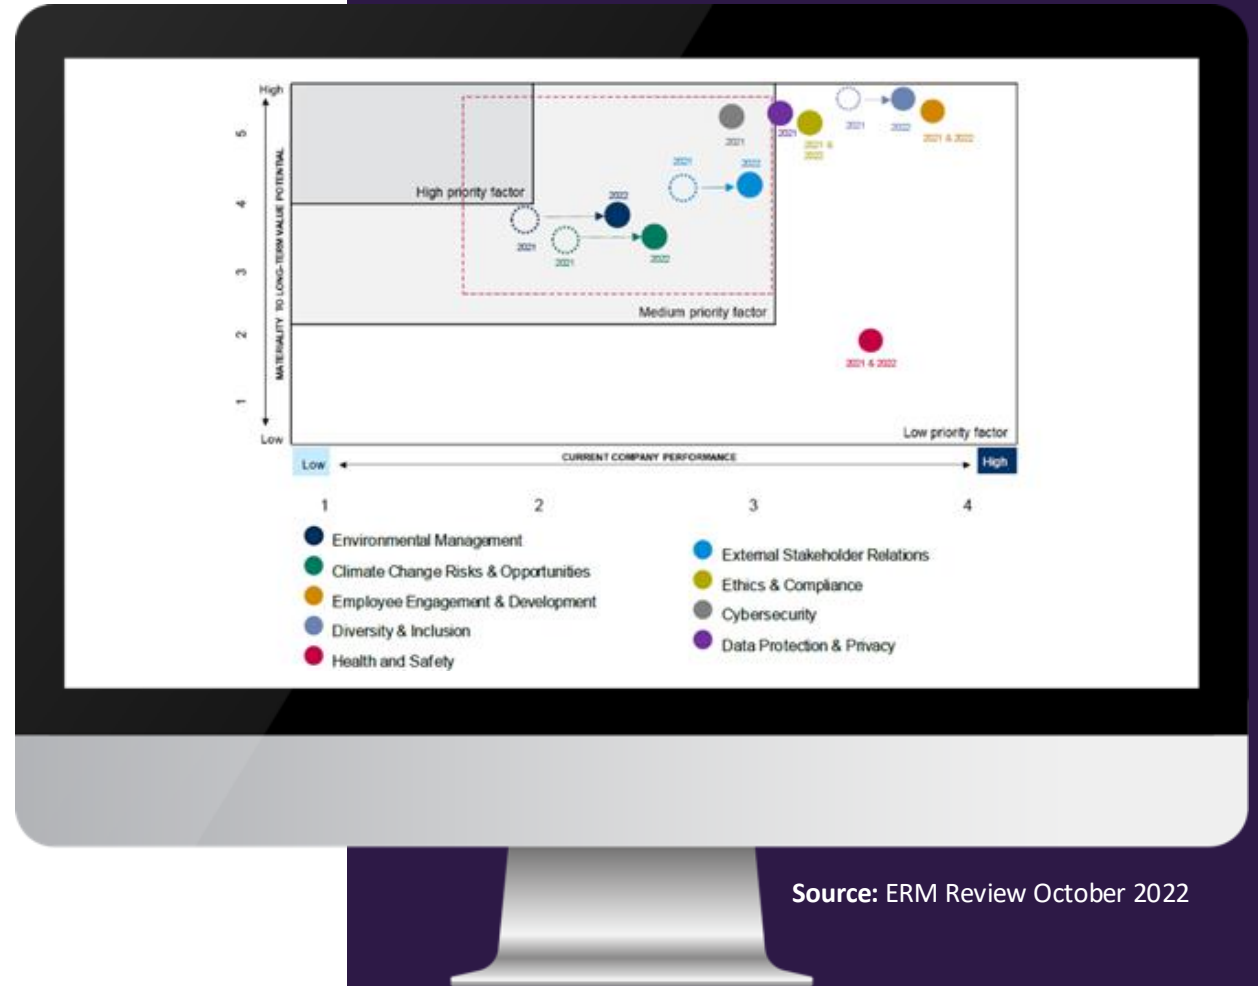 High
5
4
3
2
1
Low
MATERIALITY TO LONG-TERM VALUE POTENTIAL
High priority factor
Medium priority factor
Low priority factor
2021
2022
2021
2022
2021
2022
2021
2021
2021 &
2022
2021
2022
2021 & 2022
2021 & 2022
Low
CURRENT COMPANY PERFORMANCE
High
1 2 3 4
Environmental Management
Climate Change Risks & Opportunities
Employee Engagement & Development
Diversity & Inclusion
Health and Safety
External Stakeholder Relations
Ethics & Compliance
Cybersecurity
Data Protection & Privacy
Source: ERM Review October 2022